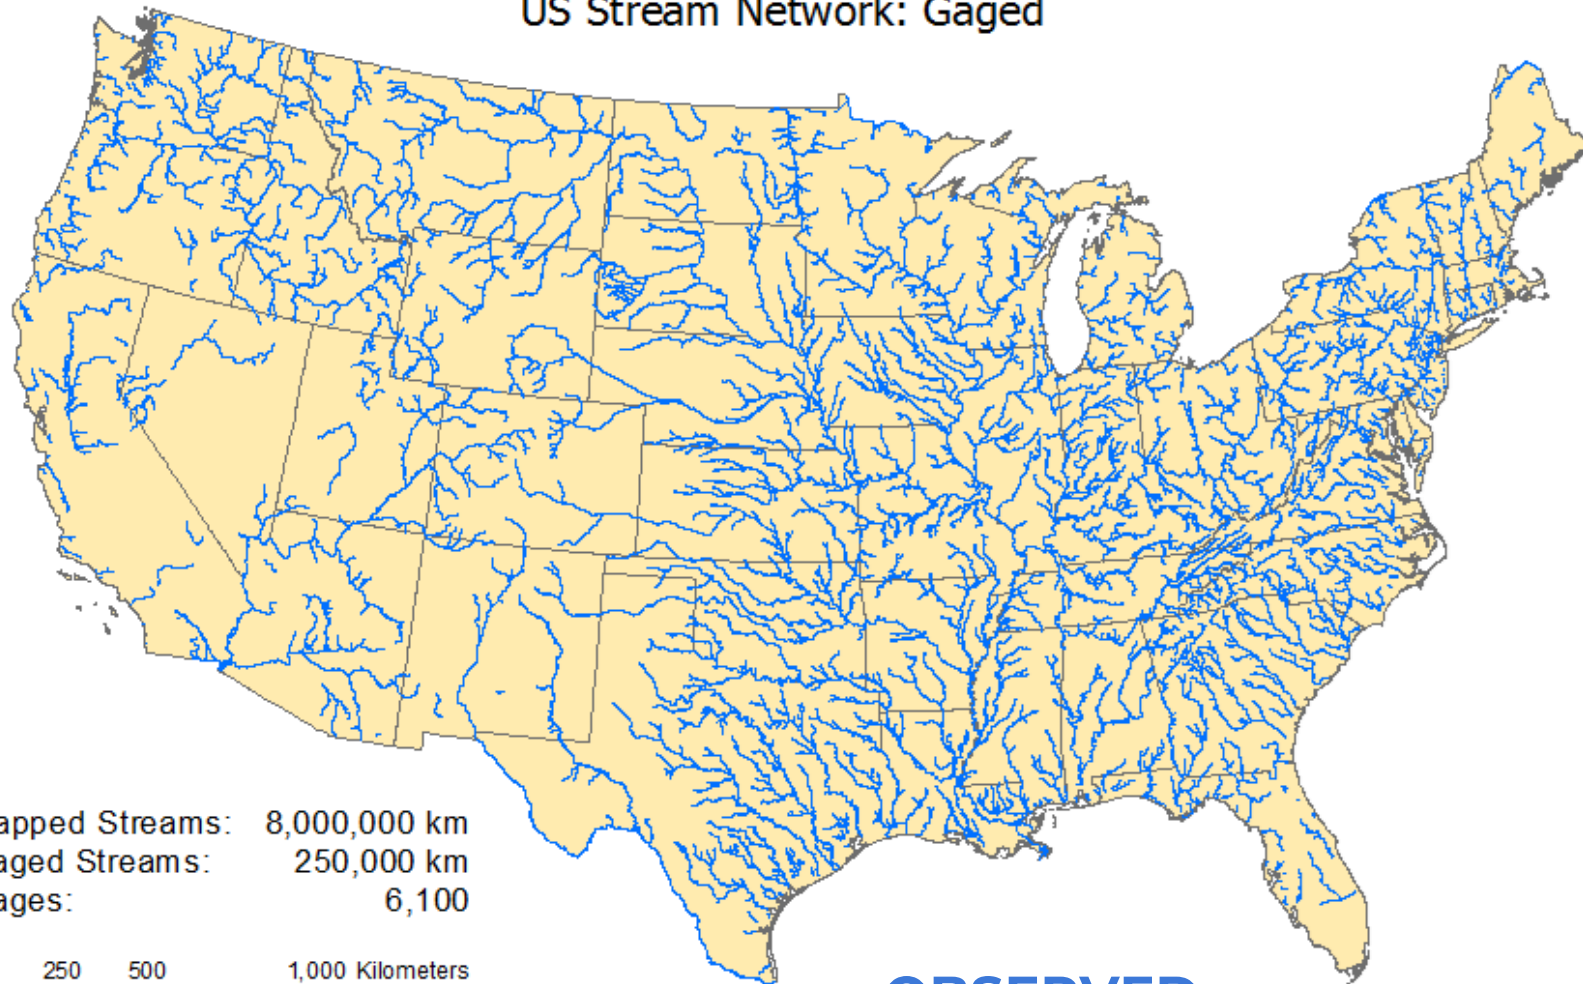 US Stream Network: Gaged
apped Streams: 8,000,000 km
aged Streams: 250,000 km
ages: 6,100
250 500 1,000 Kilometers
OBSERVED